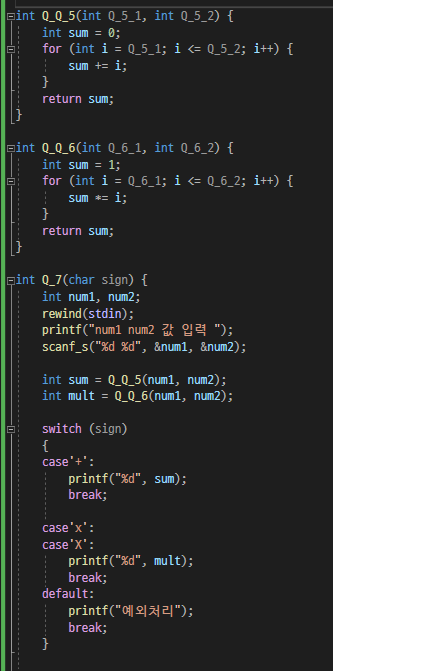 int Q_Q_5(int Q_5_1, int Q_5_2) {
    int sum = 0;
    for (int i = Q_5_1; i <= Q_5_2; i++) {
        sum += i;
    }
    return sum;
}
int Q_Q_6(int Q_6_1, int Q_6_2) {
    int sum = 1;
    for (int i = Q_6_1; i <= Q_6_2; i++) {
        sum *= i;
    }
    return sum;
}
int Q_7(char sign) {
    int num1, num2;
    rewind(stdin);
    printf("num1 num2 값 입력 ");
    scanf_s("%d %d", &num1, &num2);
    int sum = Q_Q_5(num1, num2);
    int mult = Q_Q_6(num1, num2);
    switch (sign)
    {
    case'+':
        printf("%d", sum);
        break;
    case'x':
    case'X':
        printf("%d", mult);
        break;
    default:
        printf("예외처리");
        break;
    }